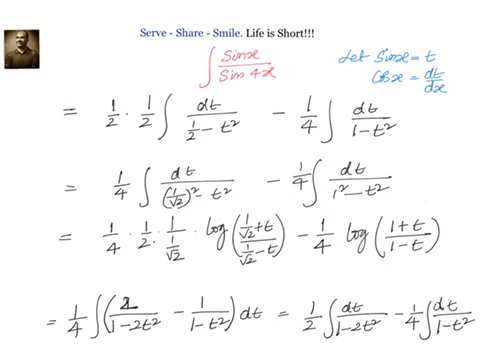 Serve - Share - Smile. Life is Short!!!
∫ Sinx / Sin 4x
Let Sinx = t
Cosx = dt/dx
= 1/2 · 1/2 ∫ dt / (1/2 − t²) − 1/4 ∫ dt / (1 − t²)
= 1/4 ∫ dt / ((1/√2)² − t²) − 1/4 ∫ dt / (1² − t²)
= 1/4 · 1/2 · 1/(1/√2) · log((1/√2 + t)/(1/√2 − t)) − 1/4 log((1+t)/(1−t))
= 1/4 ∫ (2/(1−2t²) − 1/(1−t²)) dt = 1/2 ∫ dt/(1−2t²) − 1/4 ∫ dt/(1−t²)